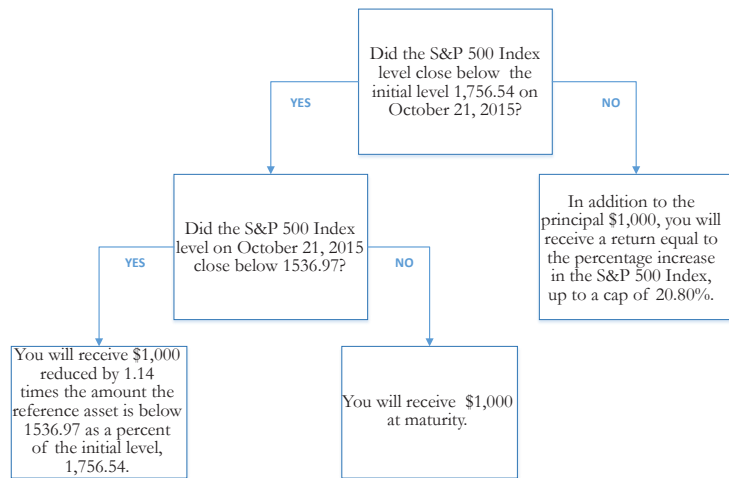 Did the S&P 500 Index
level close below the
initial level 1,756.54 on
October 21, 2015?
YES
NO
Did the S&P 500 Index
level on October 21, 2015
close below 1536.97?
In addition to the
principal $1,000, you will
receive a return equal to
the percentage increase
in the S&P 500 Index,
up to a cap of 20.80%.
YES
NO
You will receive $1,000
reduced by 1.14
times the amount the
reference asset is below
1536.97 as a percent
of the initial level,
1,756.54.
You will receive $1,000
at maturity.